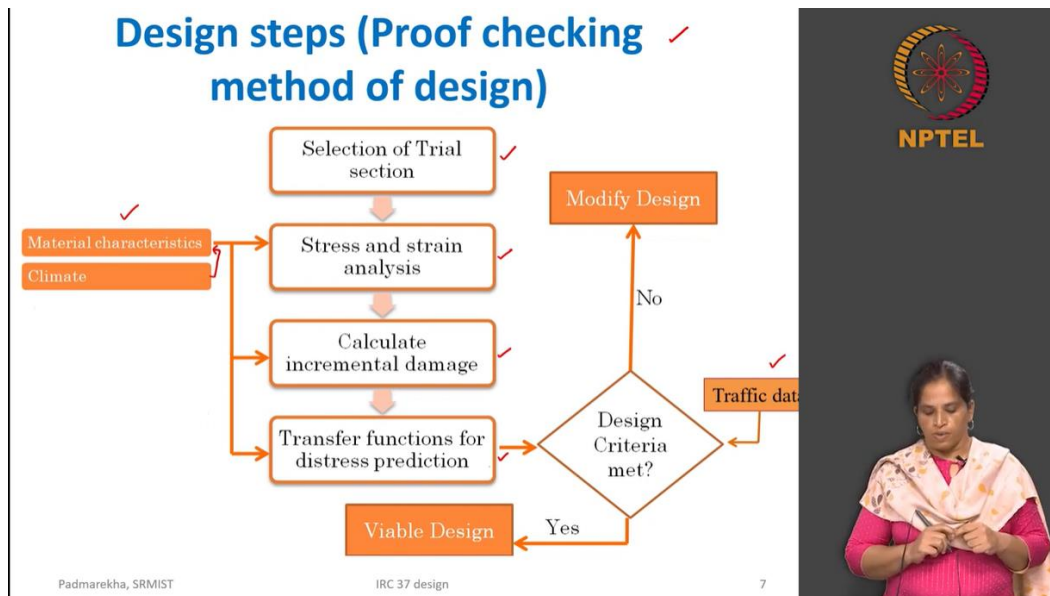 Design steps (Proof checking
method of design)
NPTEL
Selection of Trial
section
Modify Design
Material characteristics
Climate
Stress and strain
analysis
No
Calculate
incremental damage
Traffic data
Design
Criteria
met?
Transfer functions for
distress prediction
Viable Design
Yes
Padmarekha, SRMIST
IRC 37 design
7